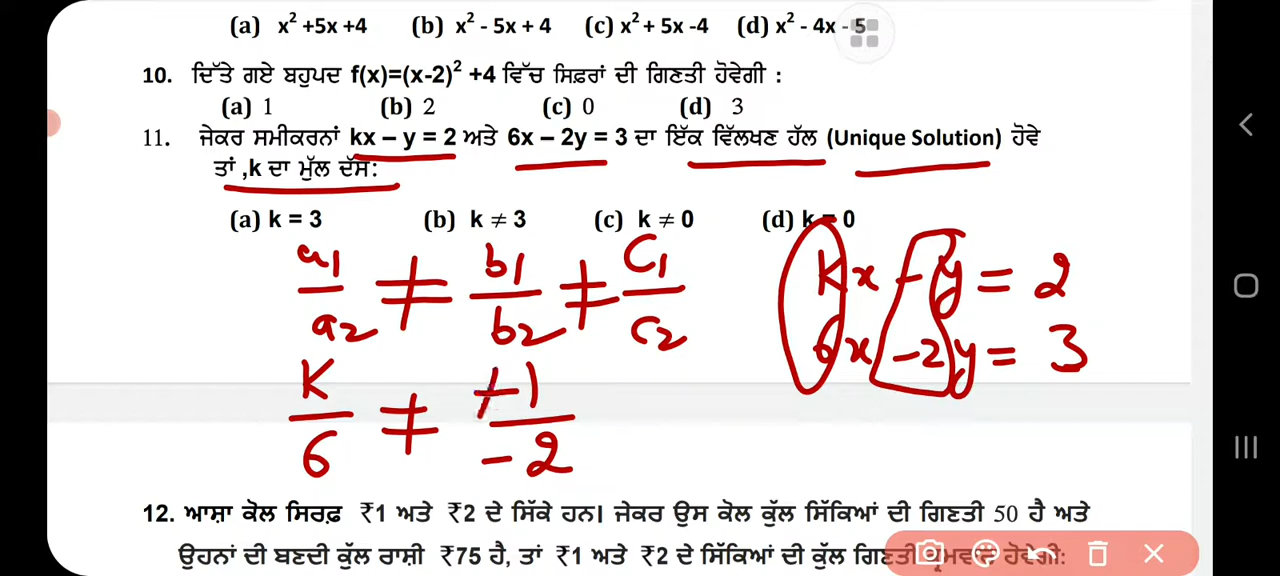 (a) x² +5x +4 (b) x² - 5x + 4 (c) x² + 5x -4 (d) x² - 4x - 5
10. ਦਿੱਤੇ ਗਏ ਬਹੁਪਦ f(x)=(x-2)² +4 ਵਿੱਚ ਸਿਫ਼ਰਾਂ ਦੀ ਗਿਣਤੀ ਹੋਵੇਗੀ :
(a) 1 (b) 2 (c) 0 (d) 3
11. ਜੇਕਰ ਸਮੀਕਰਨਾਂ kx – y = 2 ਅਤੇ 6x – 2y = 3 ਦਾ ਇੱਕ ਵਿੱਲਖਣ ਹੱਲ (Unique Solution) ਹੋਵੇ
ਤਾਂ ,k ਦਾ ਮੁੱਲ ਦੱਸ:
(a) k = 3 (b) k ≠ 3 (c) k ≠ 0 (d) k = 0
a1/a2 ≠ b1/b2 ≠ C1/C2
Kx - y = 2
6x - 2y = 3
K/6 ≠ -1/-2
12. ਆਸ਼ਾ ਕੋਲ ਸਿਰਫ਼ ₹1 ਅਤੇ ₹2 ਦੇ ਸਿੱਕੇ ਹਨ। ਜੇਕਰ ਉਸ ਕੋਲ ਕੁੱਲ ਸਿੱਕਿਆਂ ਦੀ ਗਿਣਤੀ 50 ਹੈ ਅਤੇ
ਉਹਨਾਂ ਦੀ ਬਣਦੀ ਕੁੱਲ ਰਾਸ਼ੀ ₹75 ਹੈ, ਤਾਂ ₹1 ਅਤੇ ₹2 ਦੇ ਸਿੱਕਿਆਂ ਦੀ ਕੁੱਲ ਗਿਣਤੀ ਕ੍ਰਮਵਾਰ ਹੋਵੇਗੀ: